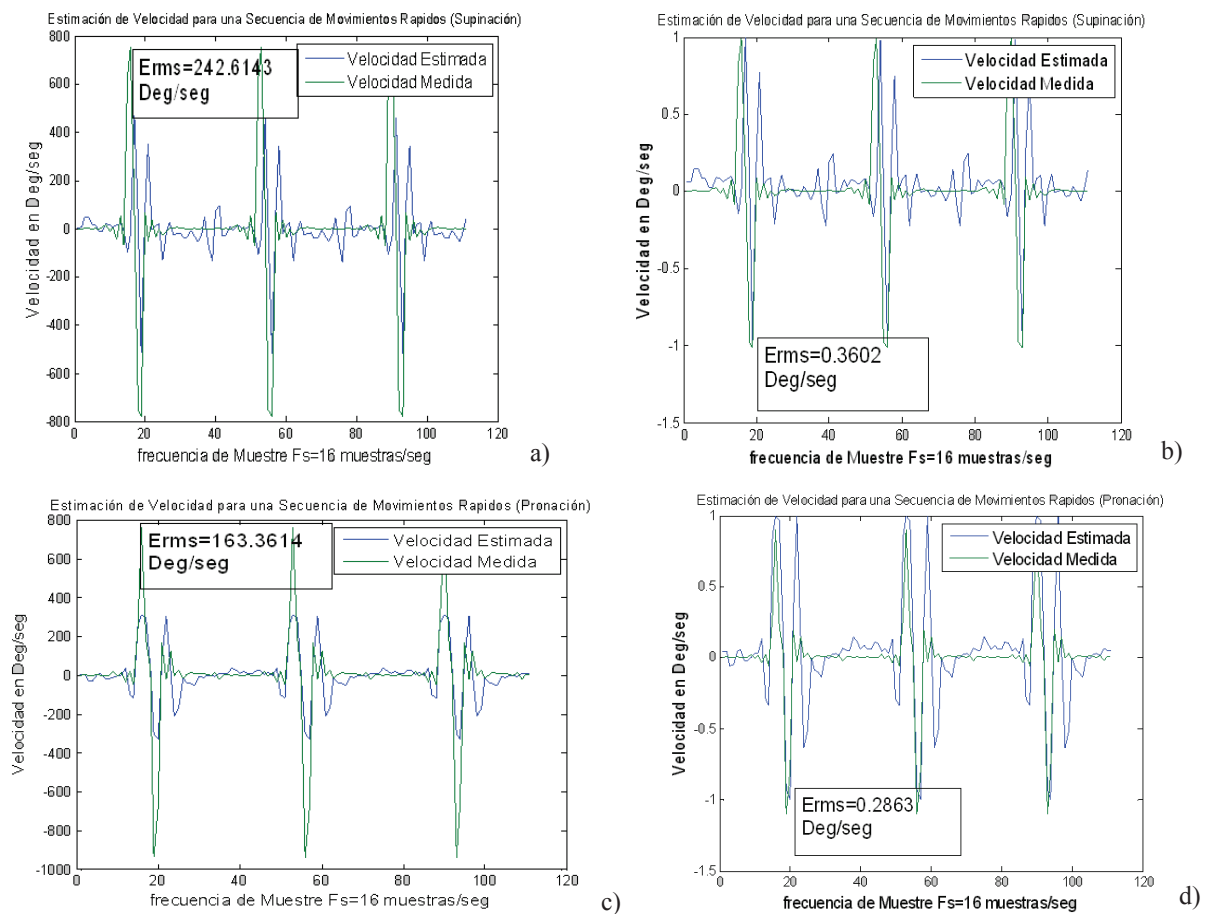 Estimación de Velocidad para una Secuencia de Movimientos Rapidos (Supinación)
800
600
400
200
0
-200
-400
-600
-800
Velocidad en Deg/seg
Erms=242.6143
Deg/seg
Velocidad Estimada
Velocidad Medida
0 20 40 60 80 100 120
frecuencia de Muestre Fs=16 muestras/seg
a)
Estimación de Velocidad para una Secuencia de Movimientos Rapidos (Supinación)
1
0.5
0
-0.5
-1
-1.5
Velocidad en Deg/seg
Velocidad Estimada
Velocidad Medida
Erms=0.3602
Deg/seg
0 20 40 60 80 100 120
frecuencia de Muestre Fs=16 muestras/seg
b)
Estimación de Velocidad para una Secuencia de Movimientos Rapidos (Pronación)
800
600
400
200
0
-200
-400
-600
-800
-1000
Velocidad en Deg/seg
Erms=163.3614
Deg/seg
Velocidad Estimada
Velocidad Medida
0 20 40 60 80 100 120
frecuencia de Muestre Fs=16 muestras/seg
c)
Estimación de Velocidad para una Secuencia de Movimientos Rapidos (Pronación)
1
0.5
0
-0.5
-1
-1.5
Velocidad en Deg/seg
Velocidad Estimada
Velocidad Medida
Erms=0.2863
Deg/seg
0 20 40 60 80 100 120
frecuencia de Muestre Fs=16 muestras/seg
d)